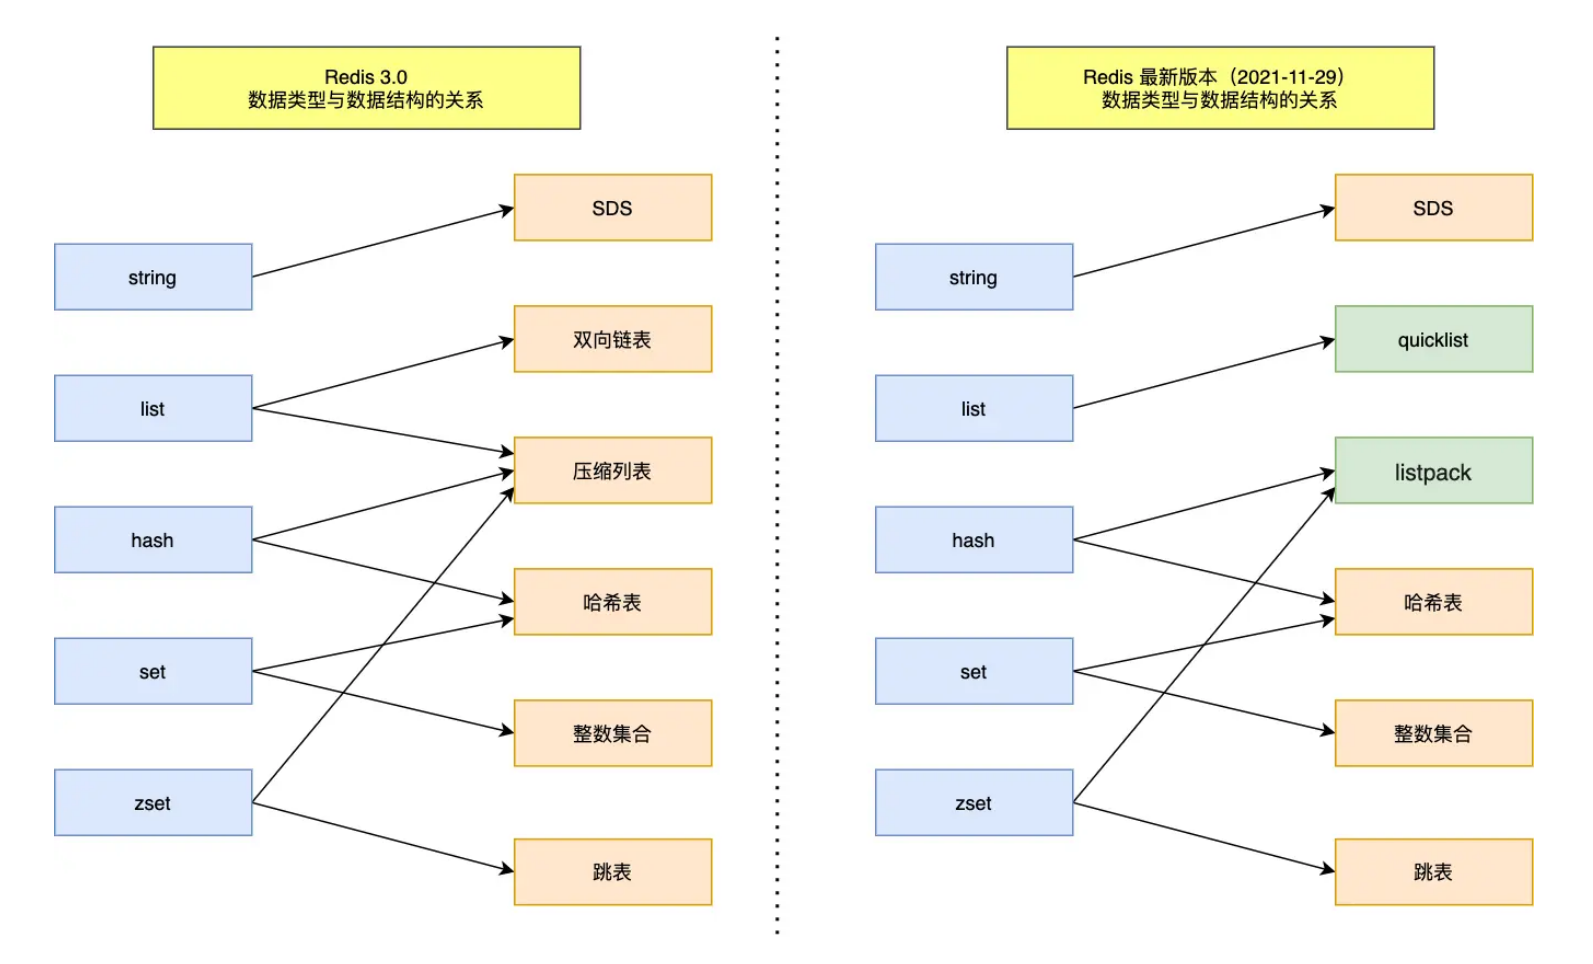 Redis 3.0
数据类型与数据结构的关系
string
list
hash
set
zset
SDS
双向链表
压缩列表
哈希表
整数集合
跳表
Redis 最新版本（2021-11-29）
数据类型与数据结构的关系
string
list
hash
set
zset
SDS
quicklist
listpack
哈希表
整数集合
跳表